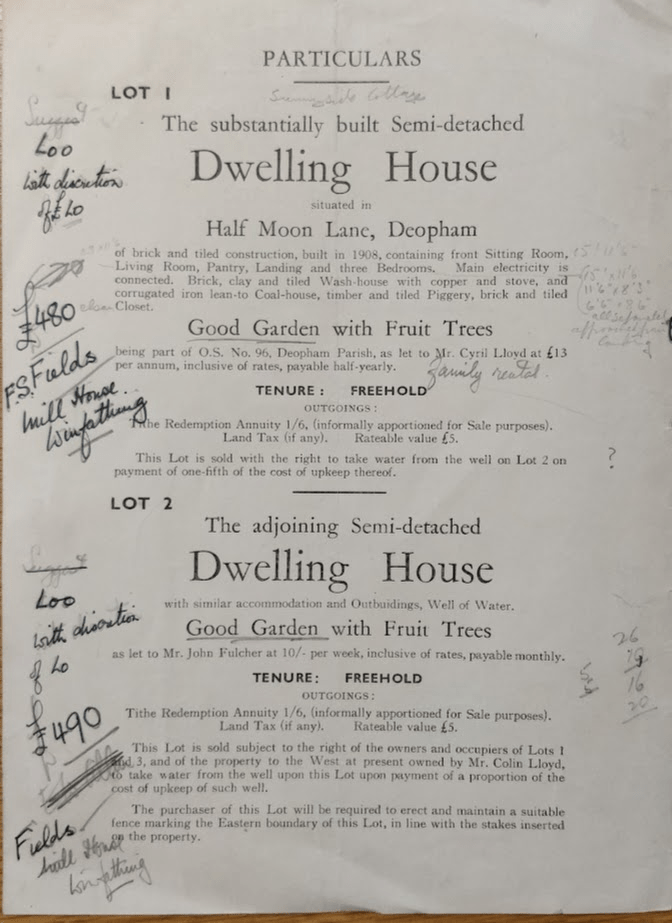 PARTICULARS
LOT 1
Sunnyside Cottage
The substantially built Semi-detached
Dwelling House
situated in
Half Moon Lane, Deopham
of brick and tiled construction, built in 1908, containing front Sitting Room,
Living Room, Pantry, Landing and three Bedrooms. Main electricity is
connected. Brick, clay and tiled Wash-house with copper and stove, and
corrugated iron lean-to Coal-house, timber and tiled Piggery, brick and tiled
Closet.
Good Garden with Fruit Trees
being part of O.S. No. 96, Deopham Parish, as let to Mr. Cyril Lloyd at £13
per annum, inclusive of rates, payable half-yearly.
family rental.
TENURE: FREEHOLD
OUTGOINGS:
Tithe Redemption Annuity 1/6, (informally apportioned for Sale purposes).
Land Tax (if any). Rateable value £5.
This Lot is sold with the right to take water from the well on Lot 2 on
payment of one-fifth of the cost of upkeep thereof.
?
Suggest
with discretion
£480
F.S. Fields
Mill House
Winfathing
LOT 2
The adjoining Semi-detached
Dwelling House
with similar accommodation and Outbuidings, Well of Water.
Good Garden with Fruit Trees
as let to Mr. John Fulcher at 10/- per week, inclusive of rates, payable monthly.
TENURE: FREEHOLD
OUTGOINGS:
Tithe Redemption Annuity 1/6, (informally apportioned for Sale purposes).
Land Tax (if any). Rateable value £5.
This Lot is sold subject to the right of the owners and occupiers of Lots 1
and 3, and of the property to the West at present owned by Mr. Colin Lloyd,
to take water from the well upon this Lot upon payment of a proportion of the
cost of upkeep of such well.
The purchaser of this Lot will be required to erect and maintain a suitable
fence marking the Eastern boundary of this Lot, in line with the stakes inserted
on the property.
Suggest
with discretion
£490
Fields
Mill House
Winfathing
26
16
20